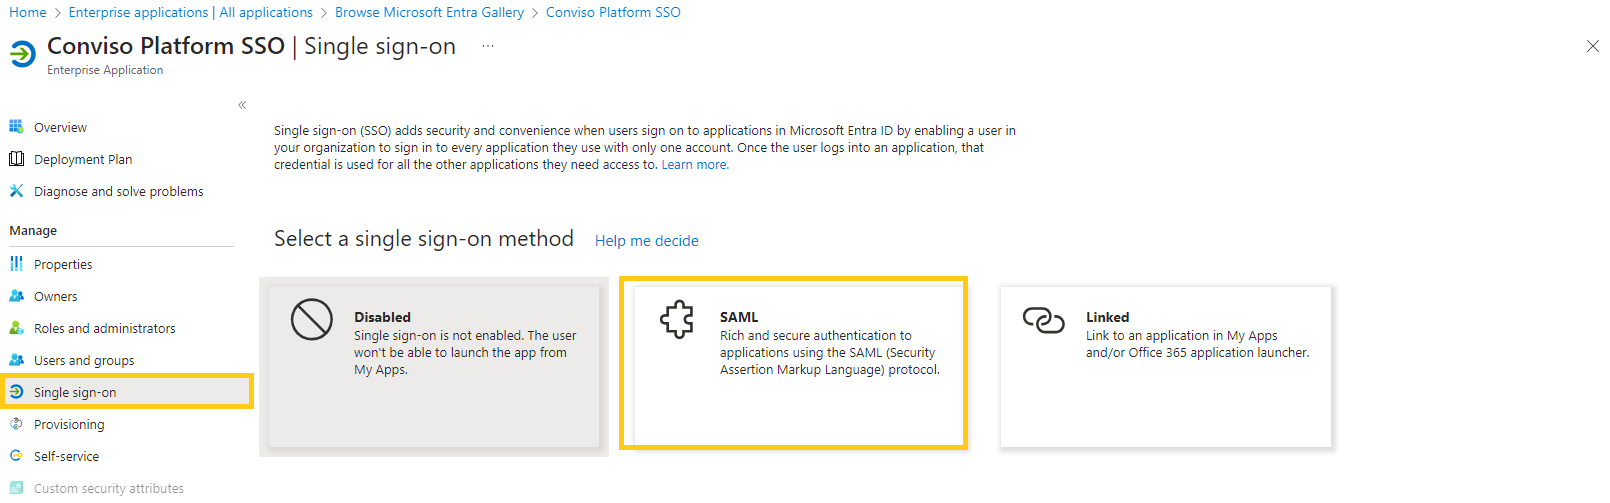 Home > Enterprise applications | All applications > Browse Microsoft Entra Gallery > Conviso Platform SSO
Conviso Platform SSO | Single sign-on ...
Enterprise Application
«
Overview
Deployment Plan
Diagnose and solve problems
Manage
Properties
Owners
Roles and administrators
Users and groups
Single sign-on
Provisioning
Self-service
Custom security attributes
Single sign-on (SSO) adds security and convenience when users sign on to applications in Microsoft Entra ID by enabling a user in
your organization to sign in to every application they use with only one account. Once the user logs into an application, that
credential is used for all the other applications they need access to. Learn more.
Select a single sign-on method Help me decide
Disabled
Single sign-on is not enabled. The user
won't be able to launch the app from
My Apps.
SAML
Rich and secure authentication to
applications using the SAML (Security
Assertion Markup Language) protocol.
Linked
Link to an application in My Apps
and/or Office 365 application launcher.